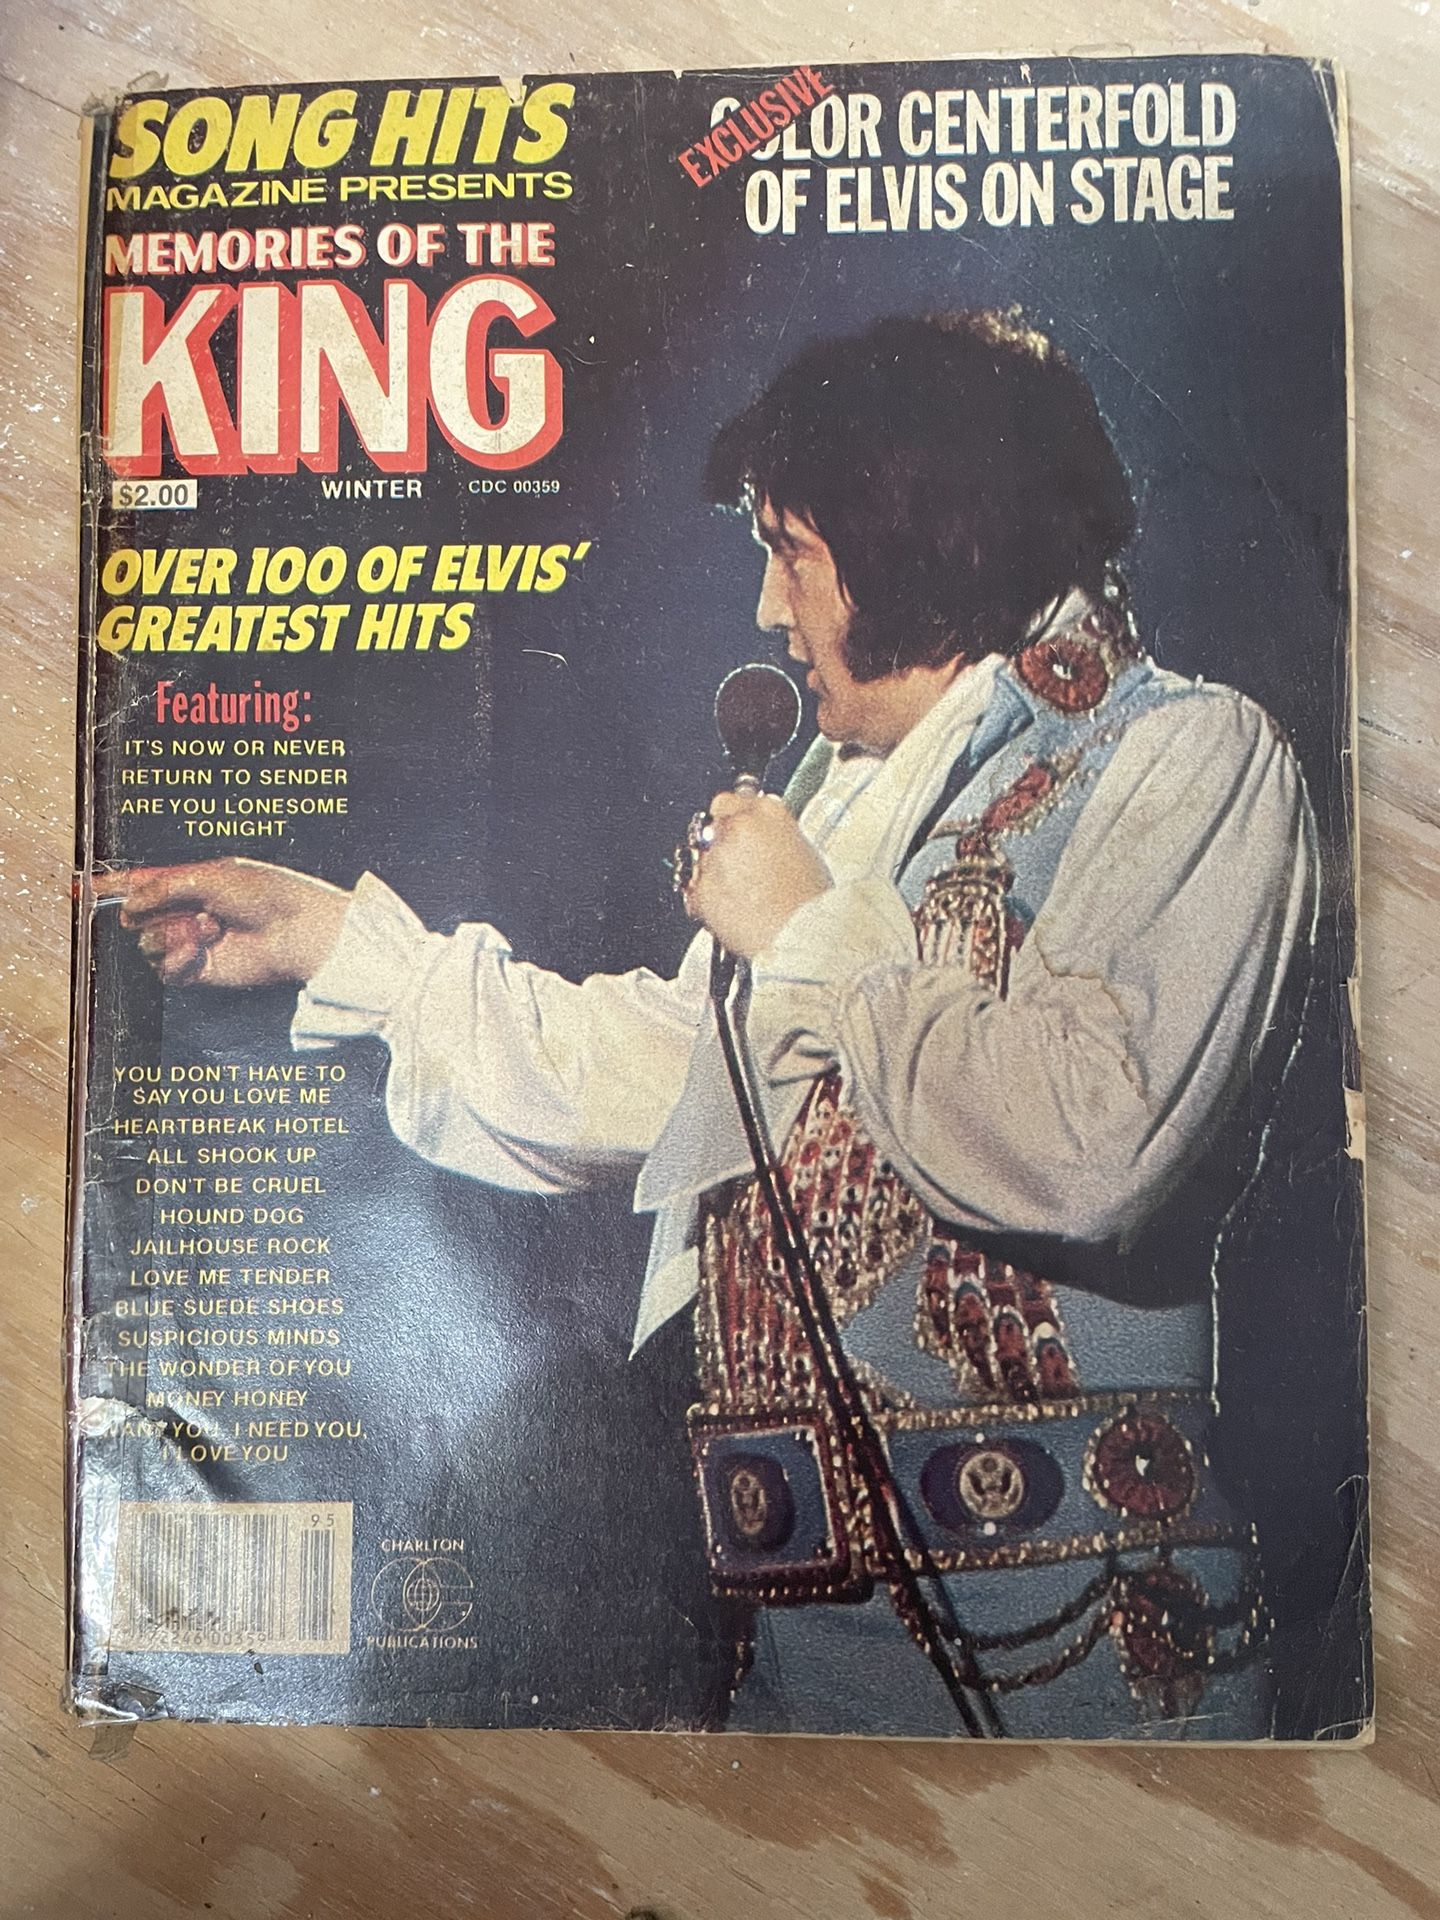 SONG HITS
MAGAZINE PRESENTS
MEMORIES OF THE
KING
$2.00 WINTER CDC 00359
EXCLUSIVE
COLOR CENTERFOLD
OF ELVIS ON STAGE
OVER 100 OF ELVIS'
GREATEST HITS
Featuring:
IT'S NOW OR NEVER
RETURN TO SENDER
ARE YOU LONESOME
TONIGHT
YOU DON'T HAVE TO
SAY YOU LOVE ME
HEARTBREAK HOTEL
ALL SHOOK UP
DON'T BE CRUEL
HOUND DOG
JAILHOUSE ROCK
LOVE ME TENDER
BLUE SUEDE SHOES
SUSPICIOUS MINDS
THE WONDER OF YOU
MONEY HONEY
WANT YOU, I NEED YOU,
I LOVE YOU
95
72246 00359
CHARLTON
PUBLICATIONS